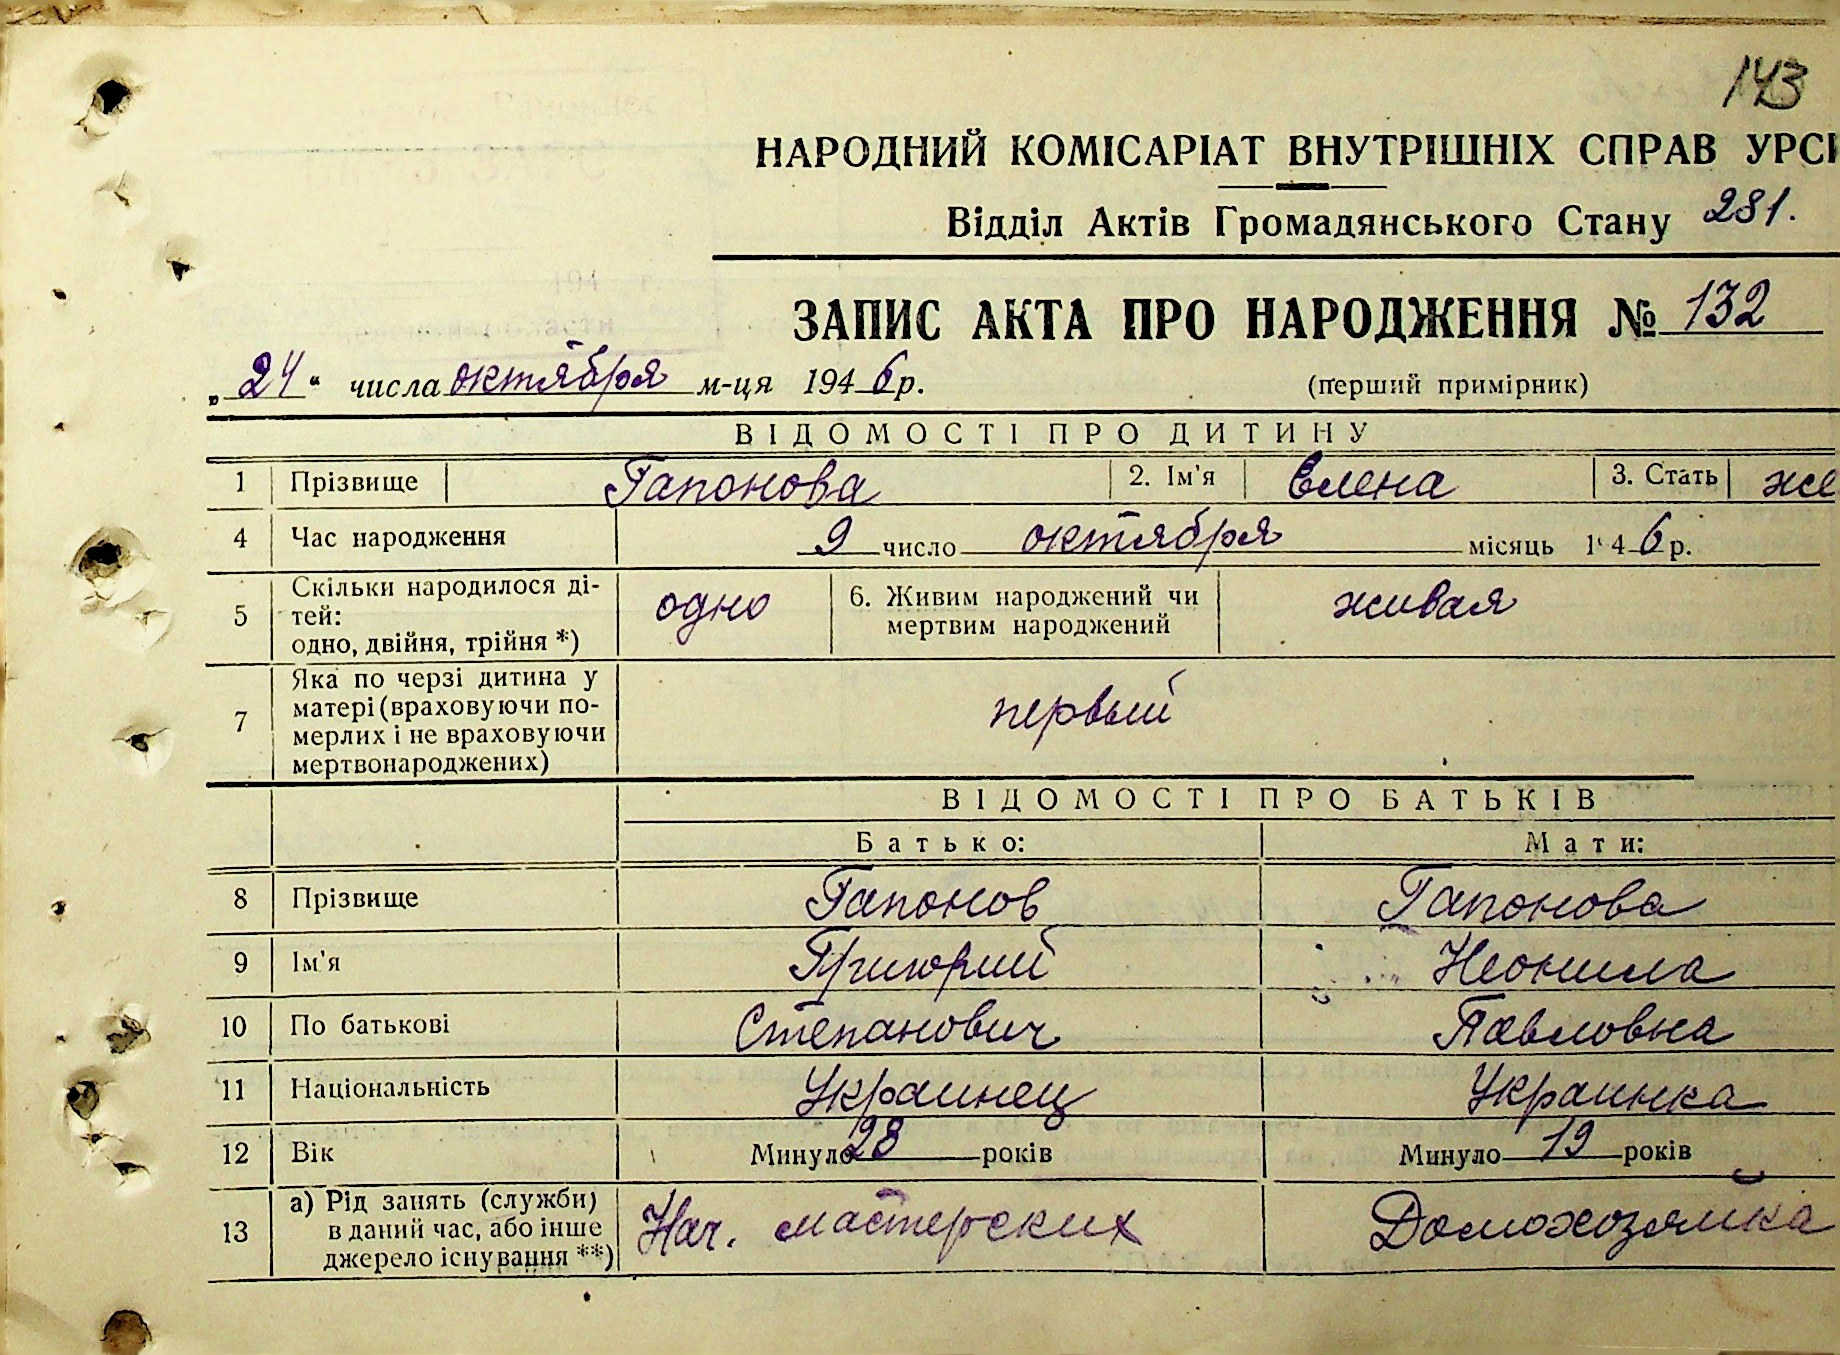 143
НАРОДНИЙ КОМІСАРІАТ ВНУТРІШНІХ СПРАВ УРСР
Відділ Актів Громадянського Стану 281.
ЗАПИС АКТА ПРО НАРОДЖЕННЯ № 132
„24“ числа октября м-ця 1946 р. (перший примірник)
ВІДОМОСТІ ПРО ДИТИНУ
1 Прізвище Гапонова 2. Ім'я Елена 3. Стать же
4 Час народження 9 число октября місяць 1946 р.
5 Скільки народилося ді-
тей:
одно, двійня, трійня *) одно 6. Живим народжений чи
мертвим народжений живая
7 Яка по черзі дитина у
матері (враховуючи по-
мерлих і не враховуючи
мертвонароджених) первый
ВІДОМОСТІ ПРО БАТЬКІВ
Батько: Мати:
8 Прізвище Гапонов Гапонова
9 Ім'я Григорий Неонила
10 По батькові Степанович Павловна
11 Національність Украинец Украинка
12 Вік Минуло 28 років Минуло 19 років
13 а) Рід занять (служби)
в даний час, або інше
джерело існування **) Нач. мастерских Домохозяйка